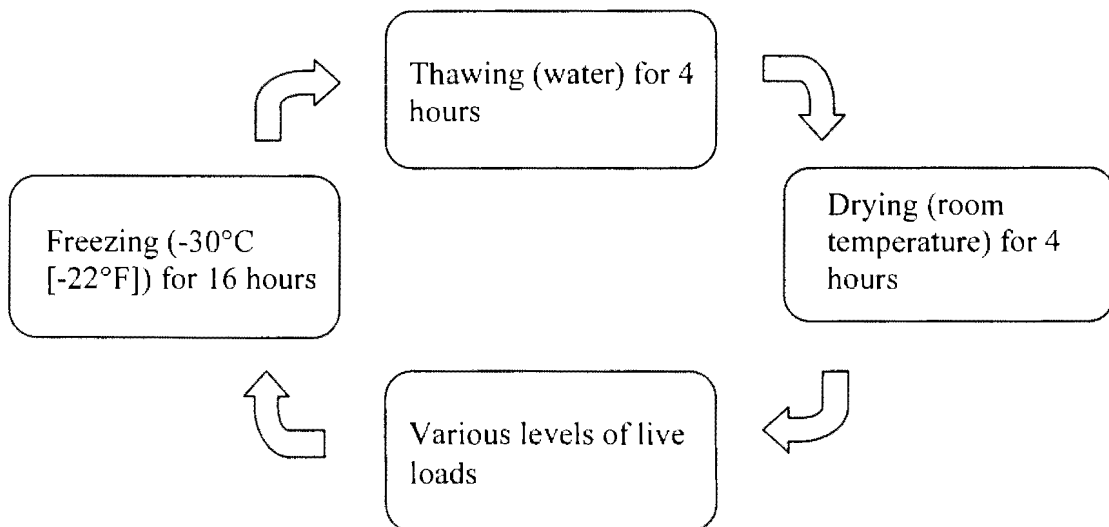 Thawing (water) for 4
hours
Drying (room
temperature) for 4
hours
Freezing (-30°C
[-22°F]) for 16 hours
Various levels of live
loads